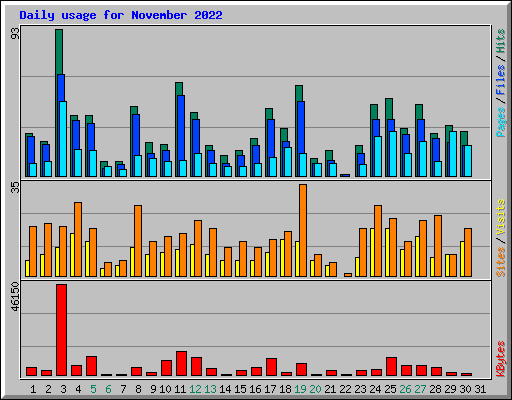 Daily usage for November 2022
93
Pages / Files / Hits
35
Sites / Visits
46150
KBytes
1 2 3 4 5 6 7 8 9 10 11 12 13 14 15 16 17 18 19 20 21 22 23 24 25 26 27 28 29 30 31